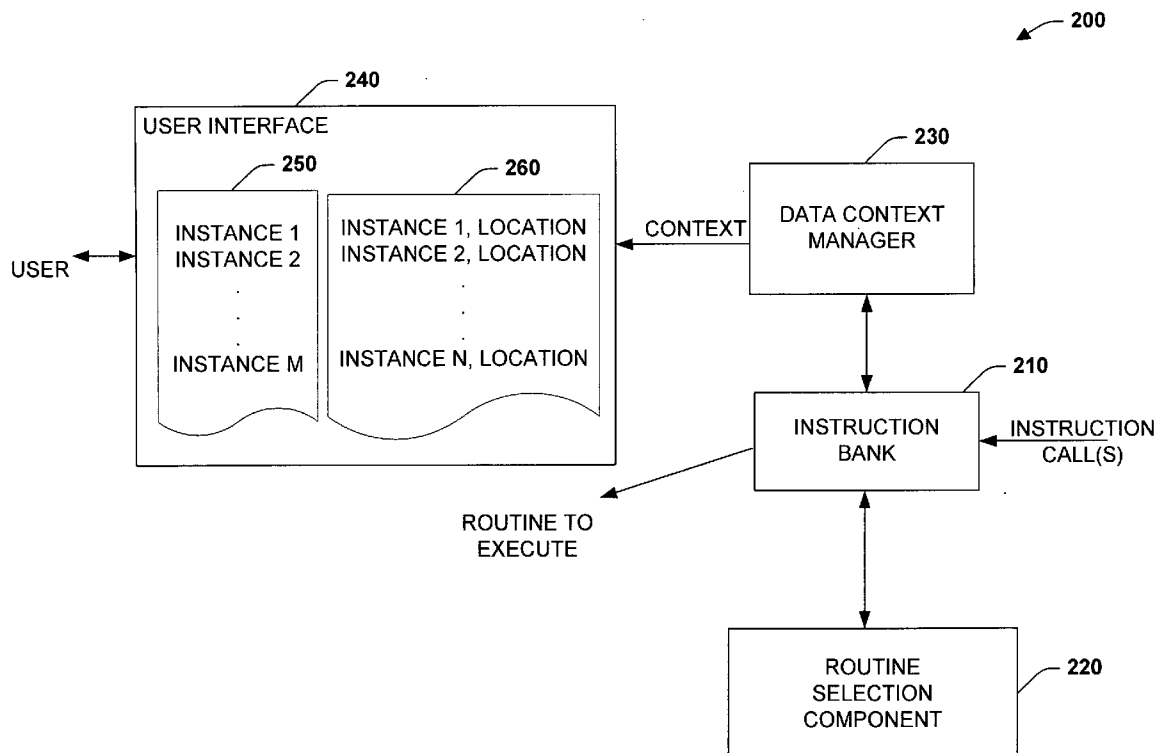 200
240
USER INTERFACE
250
260
INSTANCE 1
INSTANCE 2
.
.
.
INSTANCE M
INSTANCE 1, LOCATION
INSTANCE 2, LOCATION
.
.
.
INSTANCE N, LOCATION
USER
CONTEXT
230
DATA CONTEXT
MANAGER
210
INSTRUCTION
BANK
INSTRUCTION
CALL(S)
ROUTINE TO
EXECUTE
ROUTINE
SELECTION
COMPONENT
220